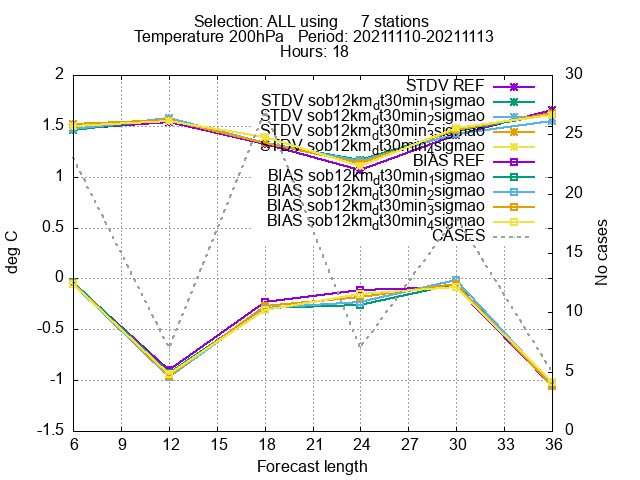 Selection: ALL using 7 stations
Temperature 200hPa Period: 20211110-20211113
Hours: 18
STDV REF
STDV sob12km_dt30min_1sigmao
STDV sob12km_dt30min_2sigmao
STDV sob12km_dt30min_3sigmao
STDV sob12km_dt30min_4sigmao
BIAS REF
BIAS sob12km_dt30min_1sigmao
BIAS sob12km_dt30min_2sigmao
BIAS sob12km_dt30min_3sigmao
BIAS sob12km_dt30min_4sigmao
CASES
2
1.5
1
0.5
0
-0.5
-1
-1.5
deg C
30
25
20
15
10
5
0
No cases
6 9 12 15 18 21 24 27 30 33 36
Forecast length